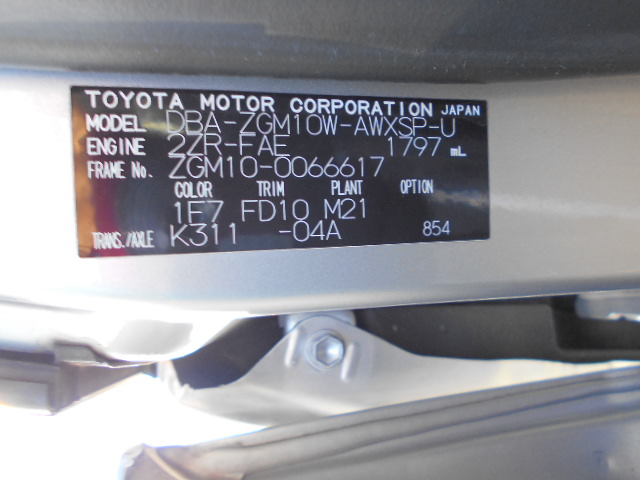 TOYOTA MOTOR CORPORATION JAPAN
MODEL DBA-ZGM10W-AWXSP-U
ENGINE 2ZR-FAE 1797 mL
FRAME No. ZGM10-0066617
COLOR TRIM PLANT OPTION
1E7 FD10 M21
TRANS./AXLE K311 -04A 854